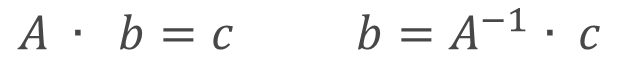 A · b = c b = A⁻¹ · c